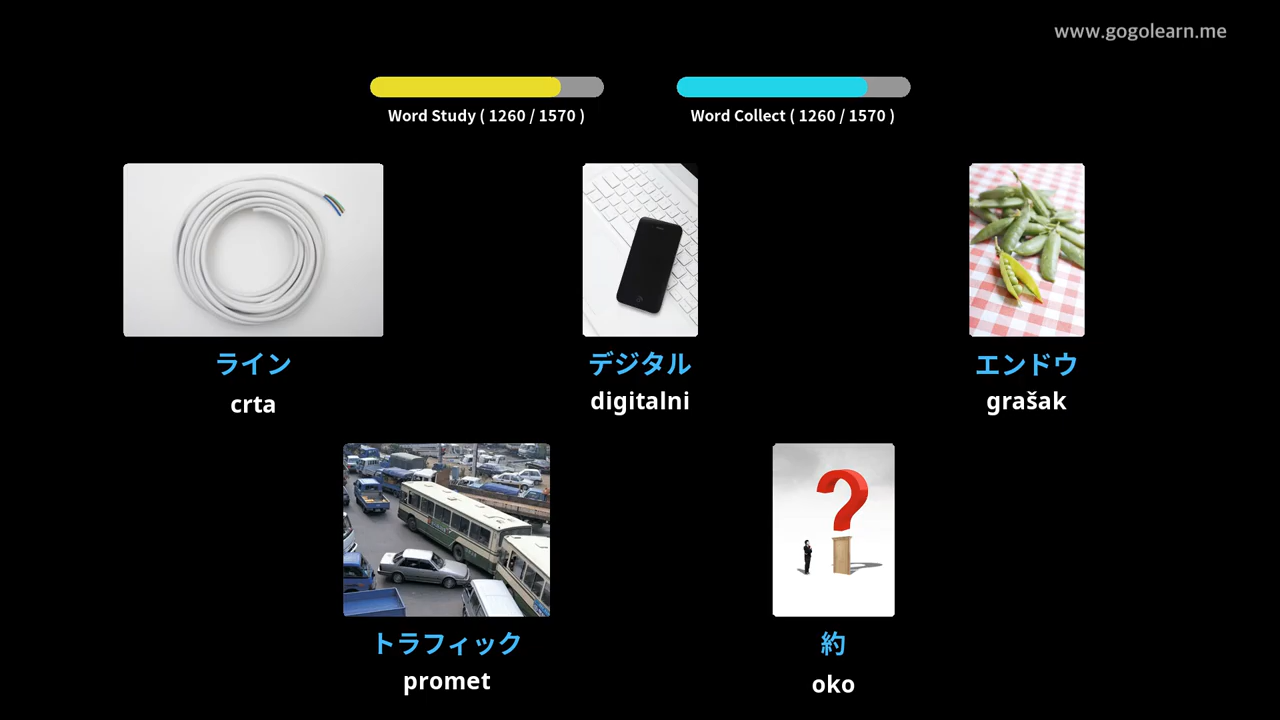 www.gogolearn.me
Word Study ( 1260 / 1570 )
Word Collect ( 1260 / 1570 )
ライン
crta
デジタル
digitalni
エンドウ
grašak
トラフィック
promet
約
oko